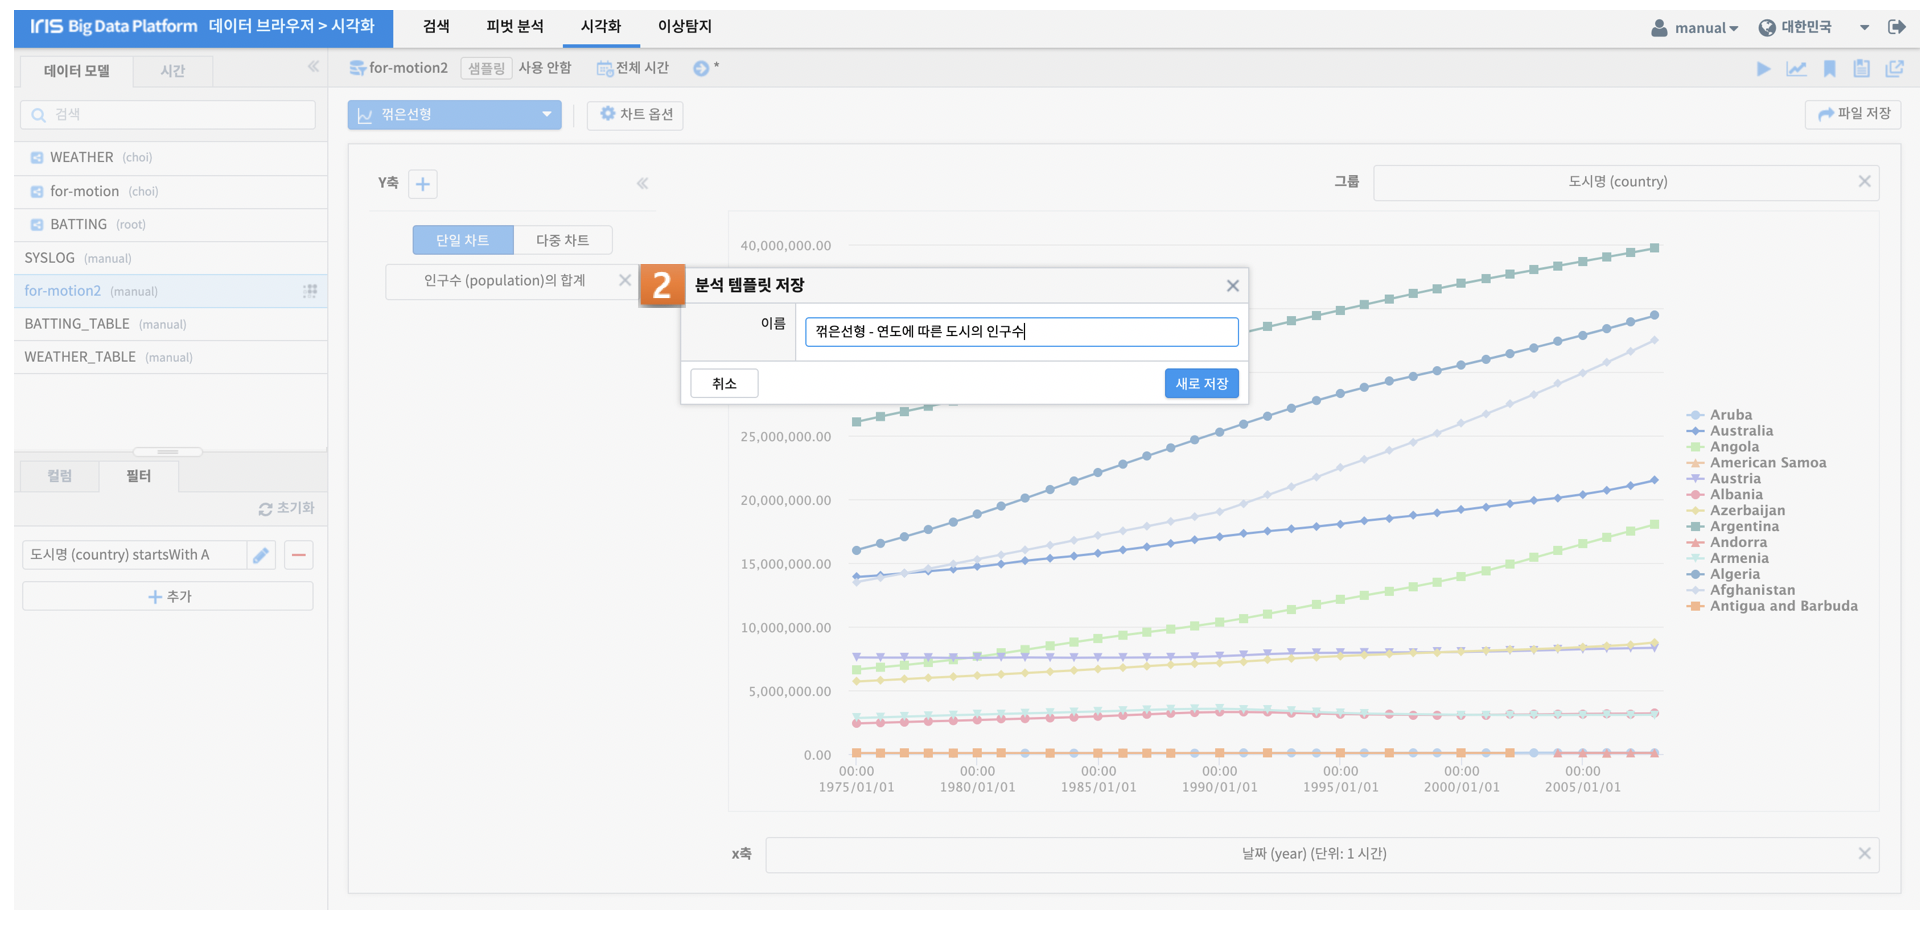 IRIS Big Data Platform 데이터 브라우저 > 시각화
검색 피벗 분석 시각화 이상탐지
manual 대한민국
데이터 모델 시간
for-motion2 샘플링 사용 안함 전체 시간 *
검색
꺾은선형 차트 옵션 파일 저장
WEATHER (choi)
for-motion (choi)
BATTING (root)
SYSLOG (manual)
for-motion2 (manual)
BATTING_TABLE (manual)
WEATHER_TABLE (manual)
컬럼 필터
초기화
도시명 (country) startsWith A
추가
Y축
그룹 도시명 (country)
단일 차트 다중 차트
인구수 (population)의 합계
2 분석 템플릿 저장
이름 꺾은선형 - 연도에 따른 도시의 인구수
취소 새로 저장
40,000,000.00
25,000,000.00
20,000,000.00
15,000,000.00
10,000,000.00
5,000,000.00
0.00
00:00 00:00 00:00 00:00 00:00 00:00 00:00
1975/01/01 1980/01/01 1985/01/01 1990/01/01 1995/01/01 2000/01/01 2005/01/01
Aruba
Australia
Angola
American Samoa
Austria
Albania
Azerbaijan
Argentina
Andorra
Armenia
Algeria
Afghanistan
Antigua and Barbuda
x축 날짜 (year) (단위: 1 시간)